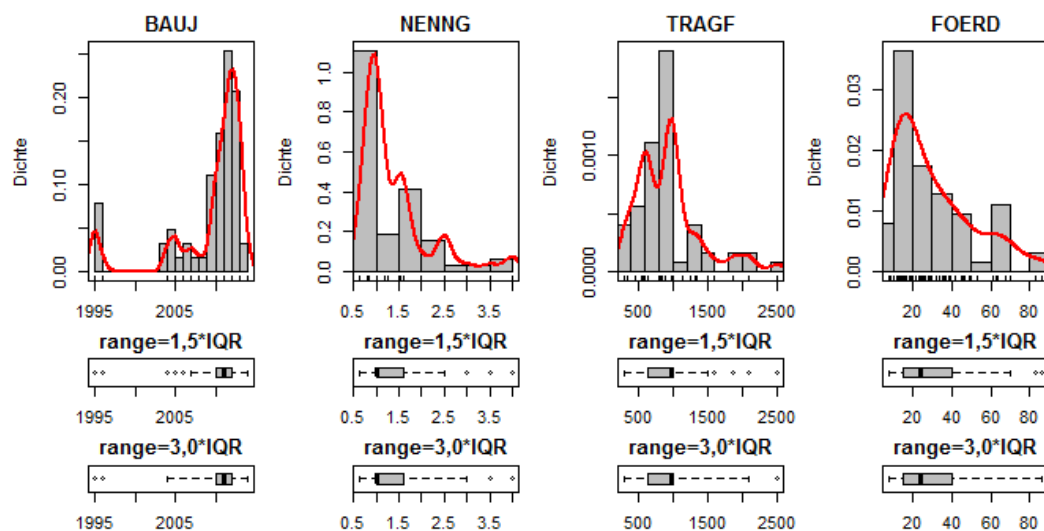 BAUJ NENNG TRAGF FOERD
Dichte Dichte Dichte Dichte
0.00 0.10 0.20
0.0 0.2 0.4 0.6 0.8 1.0
0.0000 0.0010
0.00 0.01 0.02 0.03
1995 2005 0.5 1.5 2.5 3.5 500 1500 2500 20 40 60 80
range=1,5*IQR range=1,5*IQR range=1,5*IQR range=1,5*IQR
1995 2005 0.5 1.5 2.5 3.5 500 1500 2500 20 40 60 80
range=3,0*IQR range=3,0*IQR range=3,0*IQR range=3,0*IQR
1995 2005 0.5 1.5 2.5 3.5 500 1500 2500 20 40 60 80